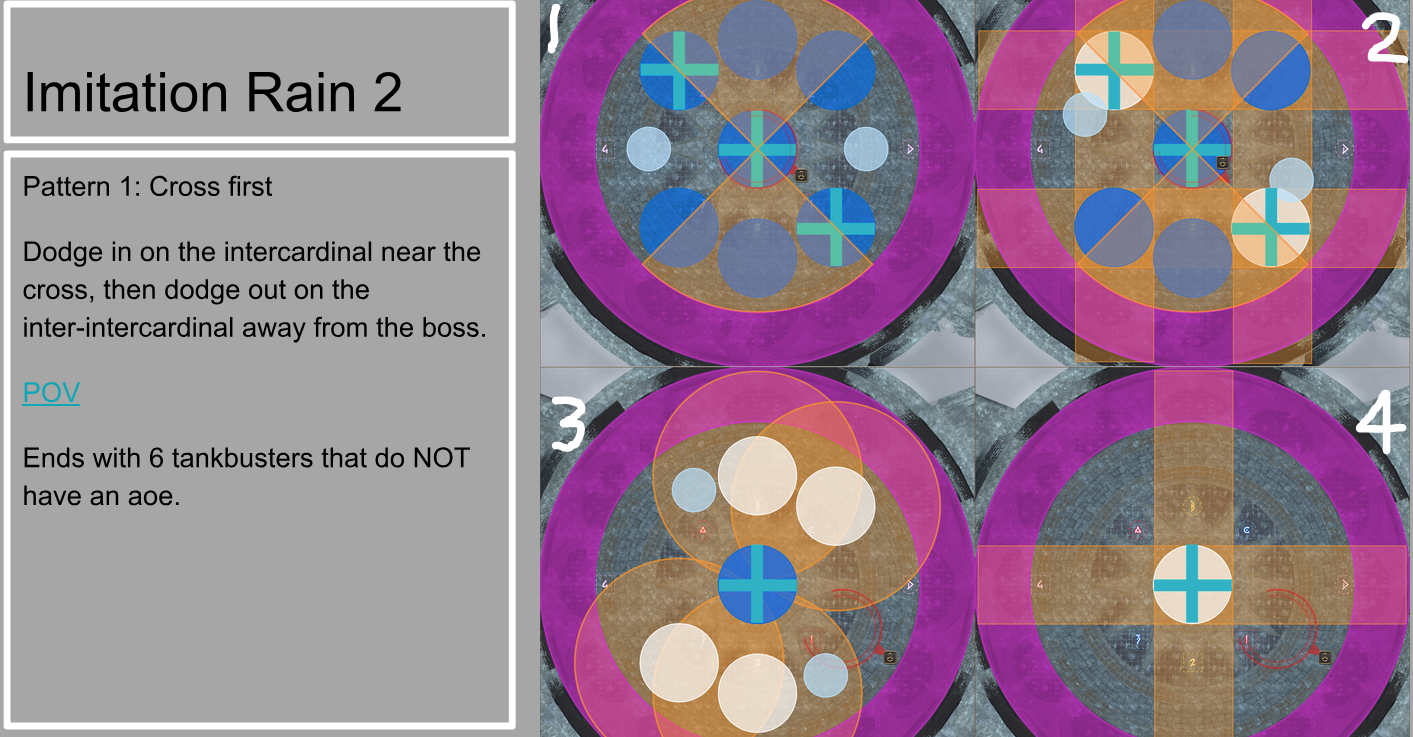 Imitation Rain 2
Pattern 1: Cross first
Dodge in on the intercardinal near the
cross, then dodge out on the
inter-intercardinal away from the boss.
POV
Ends with 6 tankbusters that do NOT
have an aoe.
1
2
3
4